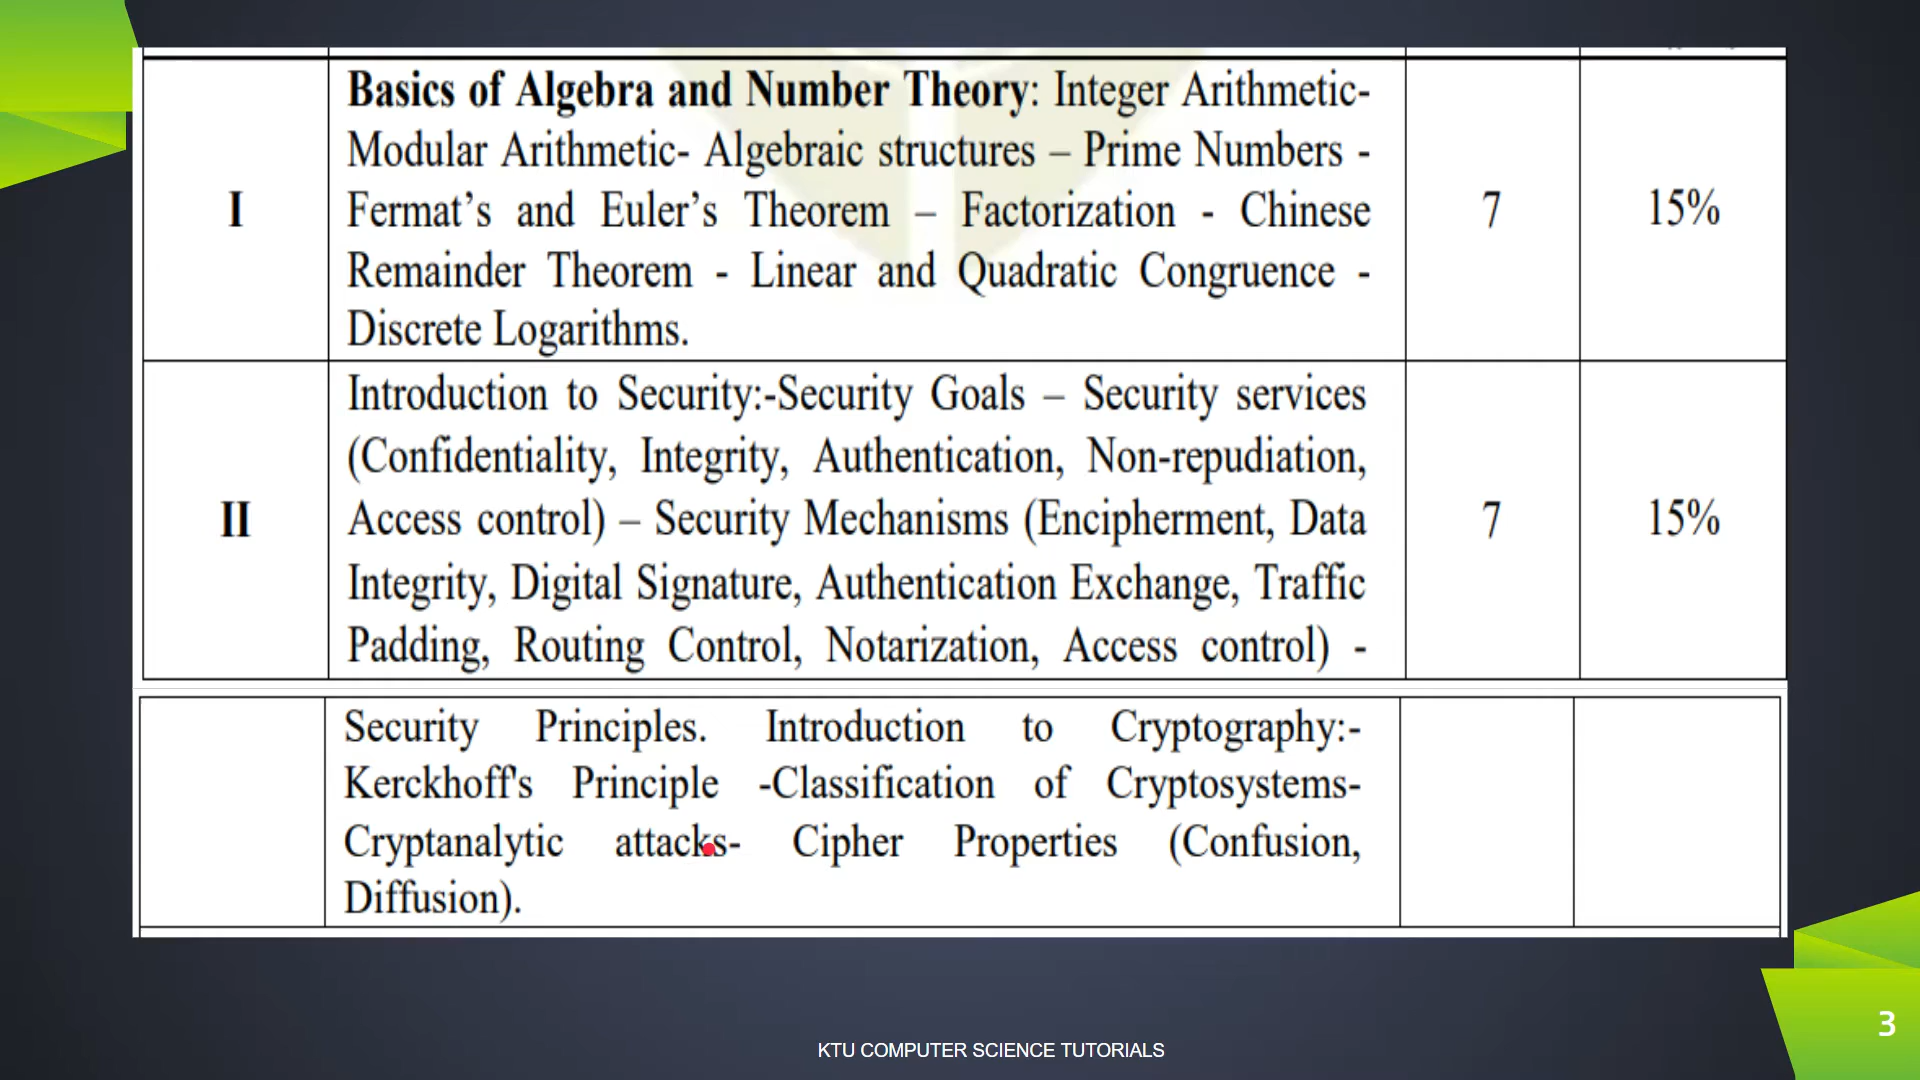 Basics of Algebra and Number Theory: Integer Arithmetic-
Modular Arithmetic- Algebraic structures – Prime Numbers -
I Fermat’s and Euler’s Theorem – Factorization - Chinese 7 15%
Remainder Theorem - Linear and Quadratic Congruence -
Discrete Logarithms.
Introduction to Security:-Security Goals – Security services
(Confidentiality, Integrity, Authentication, Non-repudiation,
II Access control) – Security Mechanisms (Encipherment, Data 7 15%
Integrity, Digital Signature, Authentication Exchange, Traffic
Padding, Routing Control, Notarization, Access control) -
Security Principles. Introduction to Cryptography:-
Kerckhoff's Principle -Classification of Cryptosystems-
Cryptanalytic attacks- Cipher Properties (Confusion,
Diffusion).
3
KTU COMPUTER SCIENCE TUTORIALS